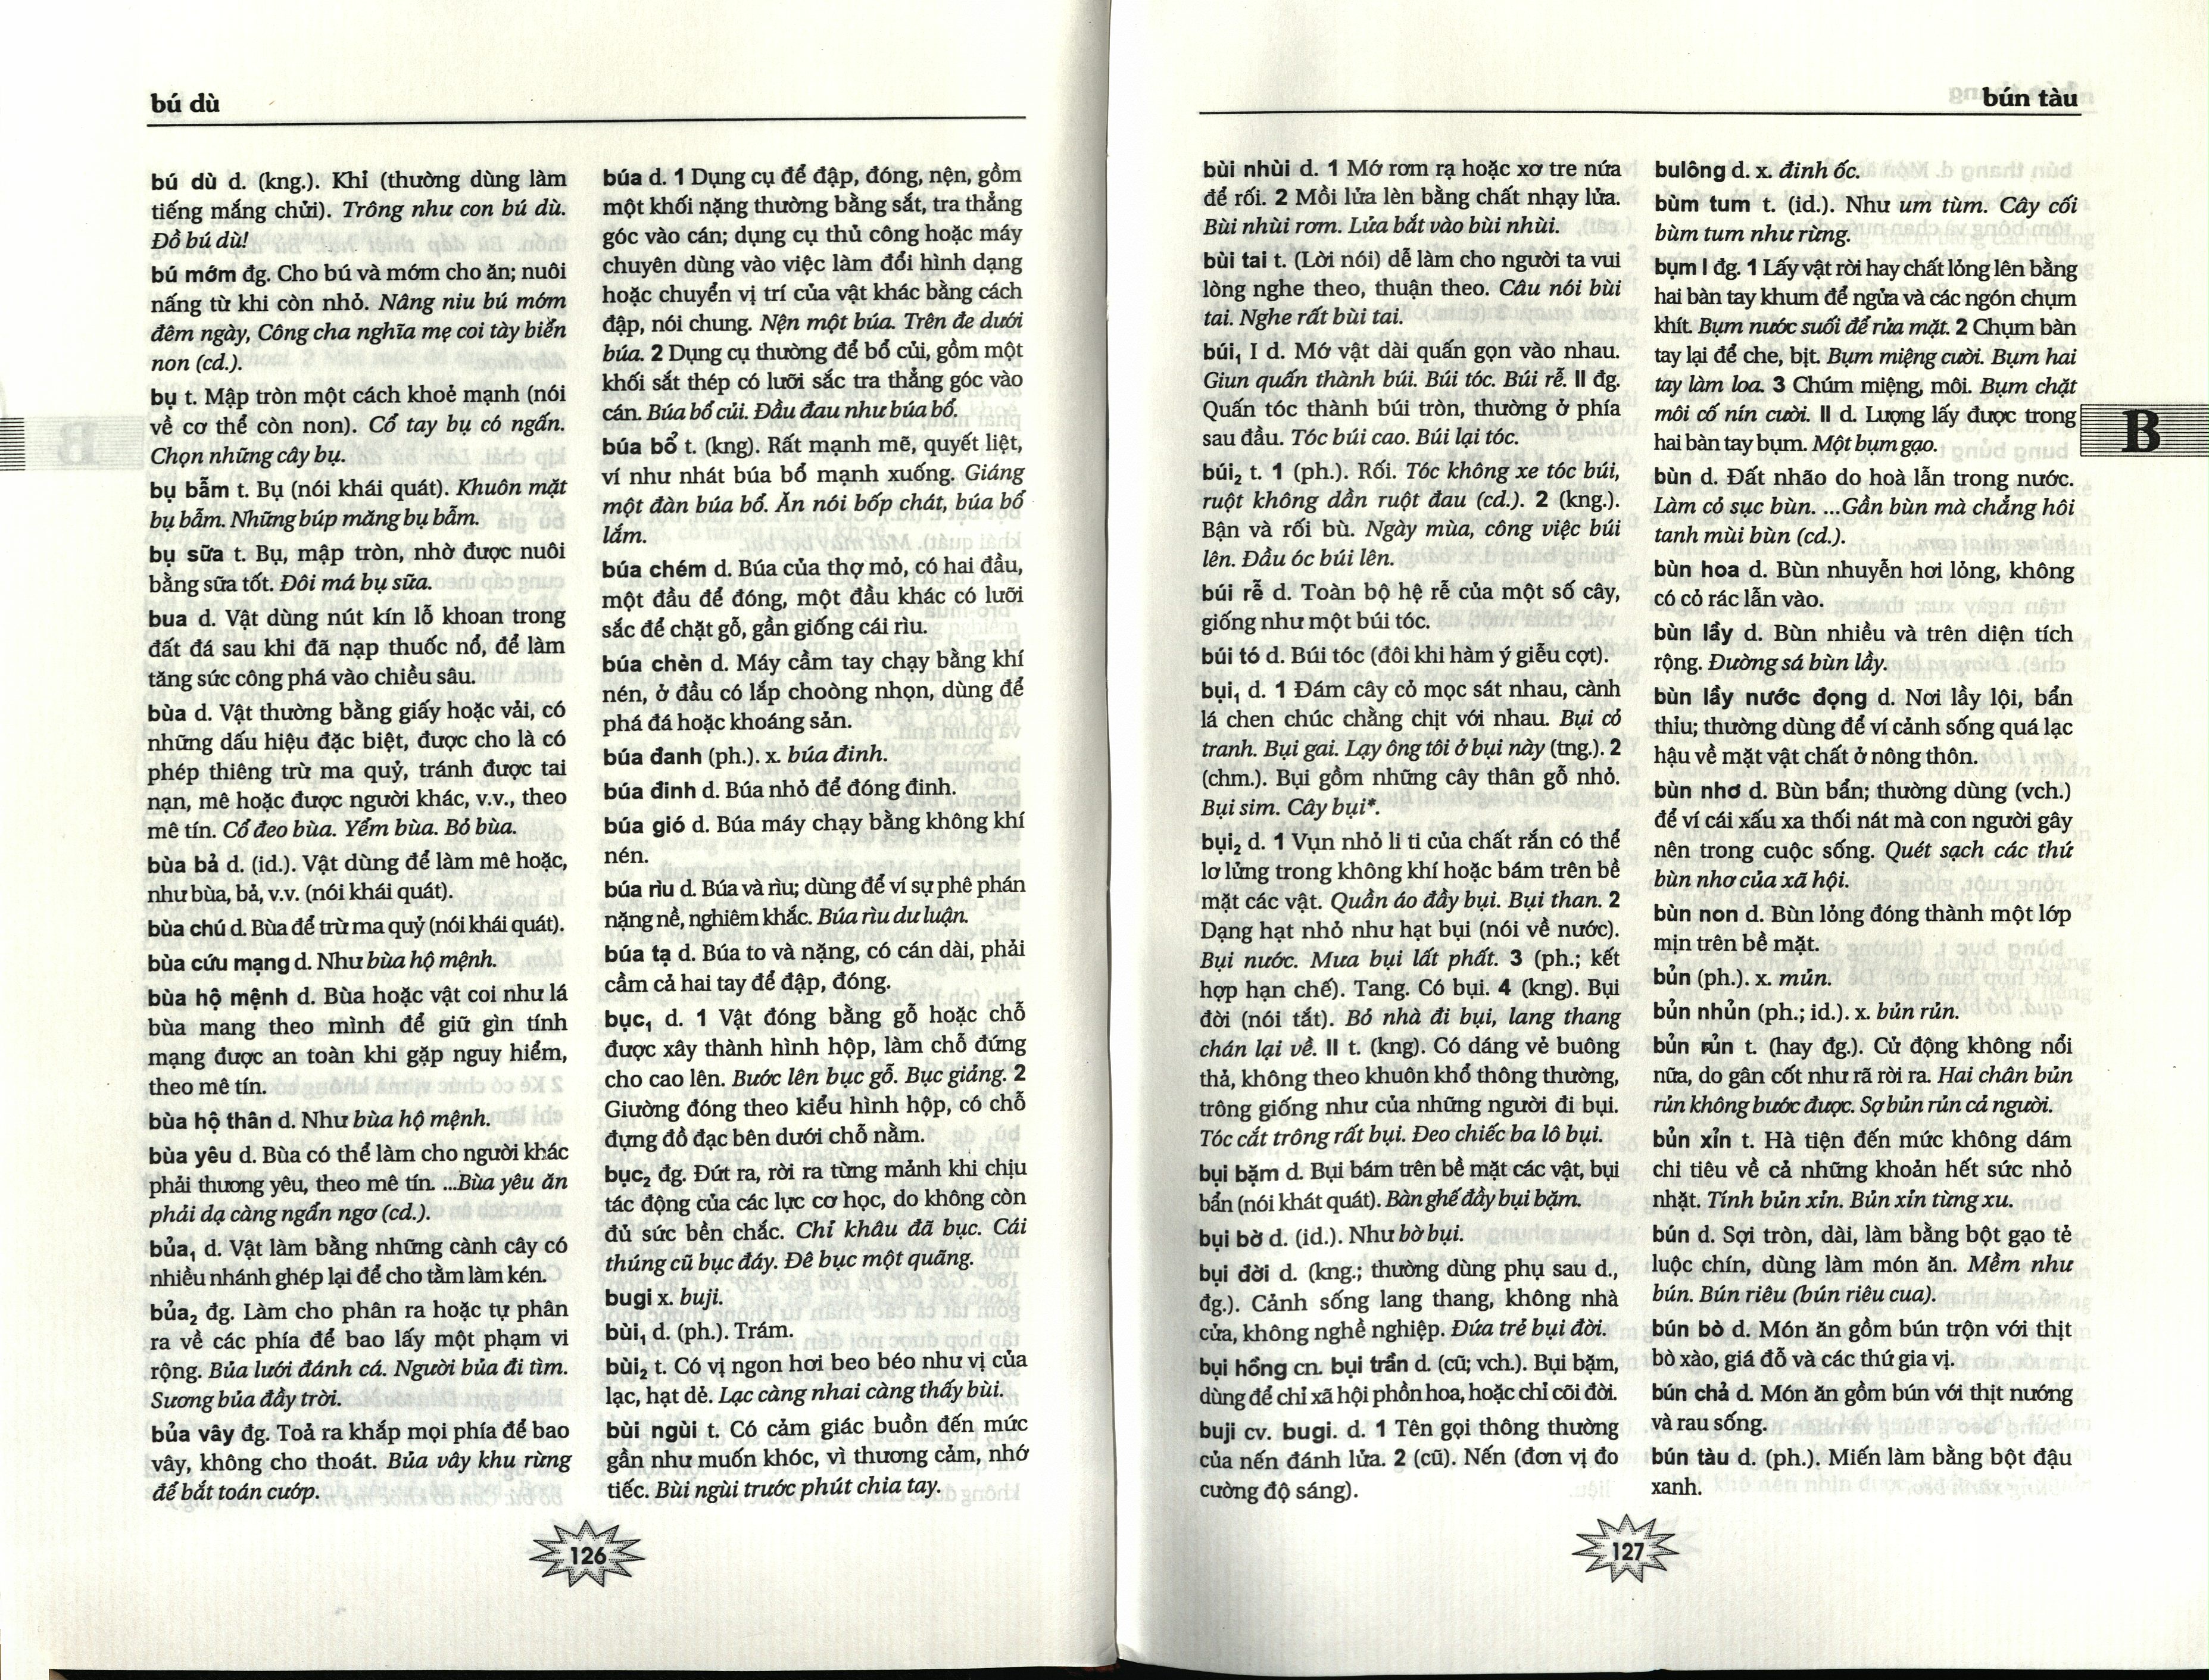 bú dù
bú dù d. (kng.). Khỉ (thường dùng làm
tiếng mắng chửi). Trông như con bú dù.
Đồ bú dù!
bú mớm đg. Cho bú và mớm cho ăn; nuôi
nấng từ khi còn nhỏ. Nâng niu bú mớm
đêm ngày, Công cha nghĩa mẹ coi tày biển
non (cd.).
bụ t. Mập tròn một cách khoẻ mạnh (nói
về cơ thể còn non). Cổ tay bụ có ngấn.
Chọn những cây bụ.
bụ bẫm t. Bụ (nói khái quát). Khuôn mặt
bụ bẫm. Những búp măng bụ bẫm.
bụ sữa t. Bụ, mập tròn, nhờ được nuôi
bằng sữa tốt. Đôi má bụ sữa.
bua d. Vật dùng nút kín lỗ khoan trong
đất đá sau khi đã nạp thuốc nổ, để làm
tăng sức công phá vào chiều sâu.
bùa d. Vật thường bằng giấy hoặc vải, có
những dấu hiệu đặc biệt, được cho là có
phép thiêng trừ ma quỷ, tránh được tai
nạn, mê hoặc được người khác, v.v., theo
mê tín. Cổ đeo bùa. Yểm bùa. Bỏ bùa.
bùa bả d. (id.). Vật dùng để làm mê hoặc,
như bùa, bả, v.v. (nói khái quát).
bùa chú d. Bùa để trừ ma quỷ (nói khái quát).
bùa cứu mạng d. Như bùa hộ mệnh.
bùa hộ mệnh d. Bùa hoặc vật coi như lá
bùa mang theo mình để giữ gìn tính
mạng được an toàn khi gặp nguy hiểm,
theo mê tín.
bùa hộ thân d. Như bùa hộ mệnh.
bùa yêu d. Bùa có thể làm cho người khác
phải thương yêu, theo mê tín. ...Bùa yêu ăn
phải dạ càng ngẩn ngơ (cd.).
bủa₁ d. Vật làm bằng những cành cây có
nhiều nhánh ghép lại để cho tằm làm kén.
bủa₂ đg. Làm cho phân ra hoặc tự phân
ra về các phía để bao lấy một phạm vi
rộng. Bủa lưới đánh cá. Người bủa đi tìm.
Sương bủa đầy trời.
bủa vây đg. Toả ra khắp mọi phía để bao
vây, không cho thoát. Bủa vây khu rừng
để bắt toán cướp.
búa d. 1 Dụng cụ để đập, đóng, nện, gồm
một khối nặng thường bằng sắt, tra thẳng
góc vào cán; dụng cụ thủ công hoặc máy
chuyên dùng vào việc làm đổi hình dạng
hoặc chuyển vị trí của vật khác bằng cách
đập, nói chung. Nện một búa. Trên đe dưới
búa. 2 Dụng cụ thường để bổ củi, gồm một
khối sắt thép có lưỡi sắc tra thẳng góc vào
cán. Búa bổ củi. Đầu đau như búa bổ.
búa bổ t. (kng). Rất mạnh mẽ, quyết liệt,
ví như nhát búa bổ mạnh xuống. Giáng
một đàn búa bổ. Ăn nói bốp chát, búa bổ
lắm.
búa chém d. Búa của thợ mỏ, có hai đầu,
một đầu để đóng, một đầu khác có lưỡi
sắc để chặt gỗ, gần giống cái rìu.
búa chèn d. Máy cầm tay chạy bằng khí
nén, ở đầu có lắp choòng nhọn, dùng để
phá đá hoặc khoáng sản.
búa đanh (ph.). x. búa đinh.
búa đinh d. Búa nhỏ để đóng đinh.
búa gió d. Búa máy chạy bằng không khí
nén.
búa rìu d. Búa và rìu; dùng để ví sự phê phán
nặng nề, nghiêm khắc. Búa rìu dư luận.
búa tạ d. Búa to và nặng, có cán dài, phải
cầm cả hai tay để đập, đóng.
bục₁ d. 1 Vật đóng bằng gỗ hoặc chỗ
được xây thành hình hộp, làm chỗ đứng
cho cao lên. Bước lên bục gỗ. Bục giảng. 2
Giường đóng theo kiểu hình hộp, có chỗ
đựng đồ đạc bên dưới chỗ nằm.
bục₂ đg. Đứt ra, rời ra từng mảnh khi chịu
tác động của các lực cơ học, do không còn
đủ sức bền chắc. Chỉ khâu đã bục. Cái
thúng cũ bục đáy. Đê bục một quãng.
bugi x. buji.
bùi₁ d. (ph.). Trám.
bùi₂ t. Có vị ngon hơi beo béo như vị của
lạc, hạt dẻ. Lạc càng nhai càng thấy bùi.
bùi ngùi t. Có cảm giác buồn đến mức
gần như muốn khóc, vì thương cảm, nhớ
tiếc. Bùi ngùi trước phút chia tay.
126
bún tàu
bùi nhùi d. 1 Mớ rơm rạ hoặc xơ tre nứa
để rối. 2 Mồi lửa lèn bằng chất nhạy lửa.
Bùi nhùi rơm. Lửa bắt vào bùi nhùi.
bùi tai t. (Lời nói) dễ làm cho người ta vui
lòng nghe theo, thuận theo. Câu nói bùi
tai. Nghe rất bùi tai.
búi₁ I d. Mớ vật dài quấn gọn vào nhau.
Giun quấn thành búi. Búi tóc. Búi rễ. II đg.
Quấn tóc thành búi tròn, thường ở phía
sau đầu. Tóc búi cao. Búi lại tóc.
búi₂ t. 1 (ph.). Rối. Tóc không xe tóc búi,
ruột không dần ruột đau (cd.). 2 (kng.).
Bận và rối bù. Ngày mùa, công việc búi
lên. Đầu óc búi lên.
búi rễ d. Toàn bộ hệ rễ của một số cây,
giống như một búi tóc.
búi tó d. Búi tóc (đôi khi hàm ý giễu cợt).
bụi₁ d. 1 Đám cây cỏ mọc sát nhau, cành
lá chen chúc chằng chịt với nhau. Bụi cỏ
tranh. Bụi gai. Lạy ông tôi ở bụi này (tng.). 2
(chm.). Bụi gồm những cây thân gỗ nhỏ.
Bụi sim. Cây bụi*.
bụi₂ d. 1 Vụn nhỏ li ti của chất rắn có thể
lơ lửng trong không khí hoặc bám trên bề
mặt các vật. Quần áo đầy bụi. Bụi than. 2
Dạng hạt nhỏ như hạt bụi (nói về nước).
Bụi nước. Mưa bụi lất phất. 3 (ph.; kết
hợp hạn chế). Tang. Có bụi. 4 (kng). Bụi
đời (nói tắt). Bỏ nhà đi bụi, lang thang
chán lại về. II t. (kng). Có dáng vẻ buông
thả, không theo khuôn khổ thông thường,
trông giống như của những người đi bụi.
Tóc cắt trông rất bụi. Đeo chiếc ba lô bụi.
bụi bặm d. Bụi bám trên bề mặt các vật, bụi
bẩn (nói khát quát). Bàn ghế đầy bụi bặm.
bụi bờ d. (id.). Như bờ bụi.
bụi đời d. (kng.; thường dùng phụ sau d.,
đg.). Cảnh sống lang thang, không nhà
cửa, không nghề nghiệp. Đứa trẻ bụi đời.
bụi hồng cn. bụi trần d. (cũ; vch.). Bụi bặm,
dùng để chỉ xã hội phồn hoa, hoặc chỉ cõi đời.
buji cv. bugi. d. 1 Tên gọi thông thường
của nến đánh lửa. 2 (cũ). Nến (đơn vị đo
cường độ sáng).
bulông d. x. đinh ốc.
bùm tum t. (id.). Như um tùm. Cây cối
bùm tum như rừng.
bụm I đg. 1 Lấy vật rời hay chất lỏng lên bằng
hai bàn tay khum để ngửa và các ngón chụm
khít. Bụm nước suối để rửa mặt. 2 Chụm bàn
tay lại để che, bịt. Bụm miệng cười. Bụm hai
tay làm loa. 3 Chúm miệng, môi. Bụm chặt
môi cố nín cười. II d. Lượng lấy được trong
hai bàn tay bụm. Một bụm gạo.
bùn d. Đất nhão do hoà lẫn trong nước.
Làm cỏ sục bùn. ...Gần bùn mà chẳng hôi
tanh mùi bùn (cd.).
bùn hoa d. Bùn nhuyễn hơi lỏng, không
có cỏ rác lẫn vào.
bùn lầy d. Bùn nhiều và trên diện tích
rộng. Đường sá bùn lầy.
bùn lầy nước đọng d. Nơi lầy lội, bẩn
thỉu; thường dùng để ví cảnh sống quá lạc
hậu về mặt vật chất ở nông thôn.
bùn nhơ d. Bùn bẩn; thường dùng (vch.)
để ví cái xấu xa thối nát mà con người gây
nên trong cuộc sống. Quét sạch các thứ
bùn nhơ của xã hội.
bùn non d. Bùn lỏng đóng thành một lớp
mịn trên bề mặt.
bủn (ph.). x. mủn.
bủn nhủn (ph.; id.). x. bủn rủn.
bủn rủn t. (hay đg.). Cử động không nổi
nữa, do gân cốt như rã rời ra. Hai chân bủn
rủn không bước được. Sợ bủn rủn cả người.
bủn xỉn t. Hà tiện đến mức không dám
chi tiêu về cả những khoản hết sức nhỏ
nhặt. Tính bủn xỉn. Bủn xỉn từng xu.
bún d. Sợi tròn, dài, làm bằng bột gạo tẻ
luộc chín, dùng làm món ăn. Mềm như
bún. Bún riêu (bún riêu cua).
bún bò d. Món ăn gồm bún trộn với thịt
bò xào, giá đỗ và các thứ gia vị.
bún chả d. Món ăn gồm bún với thịt nướng
và rau sống.
bún tàu d. (ph.). Miến làm bằng bột đậu
xanh.
B
127